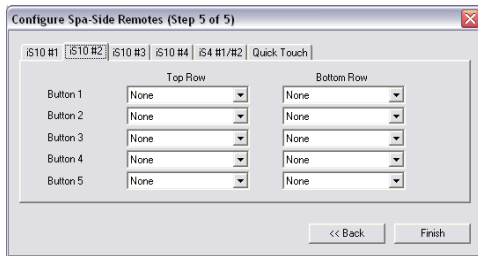 Configure Spa-Side Remotes (Step 5 of 5)
iS10 #1 iS10 #2 iS10 #3 iS10 #4 iS4 #1/#2 Quick Touch
Top Row Bottom Row
Button 1 None None
Button 2 None None
Button 3 None None
Button 4 None None
Button 5 None None
<< Back Finish